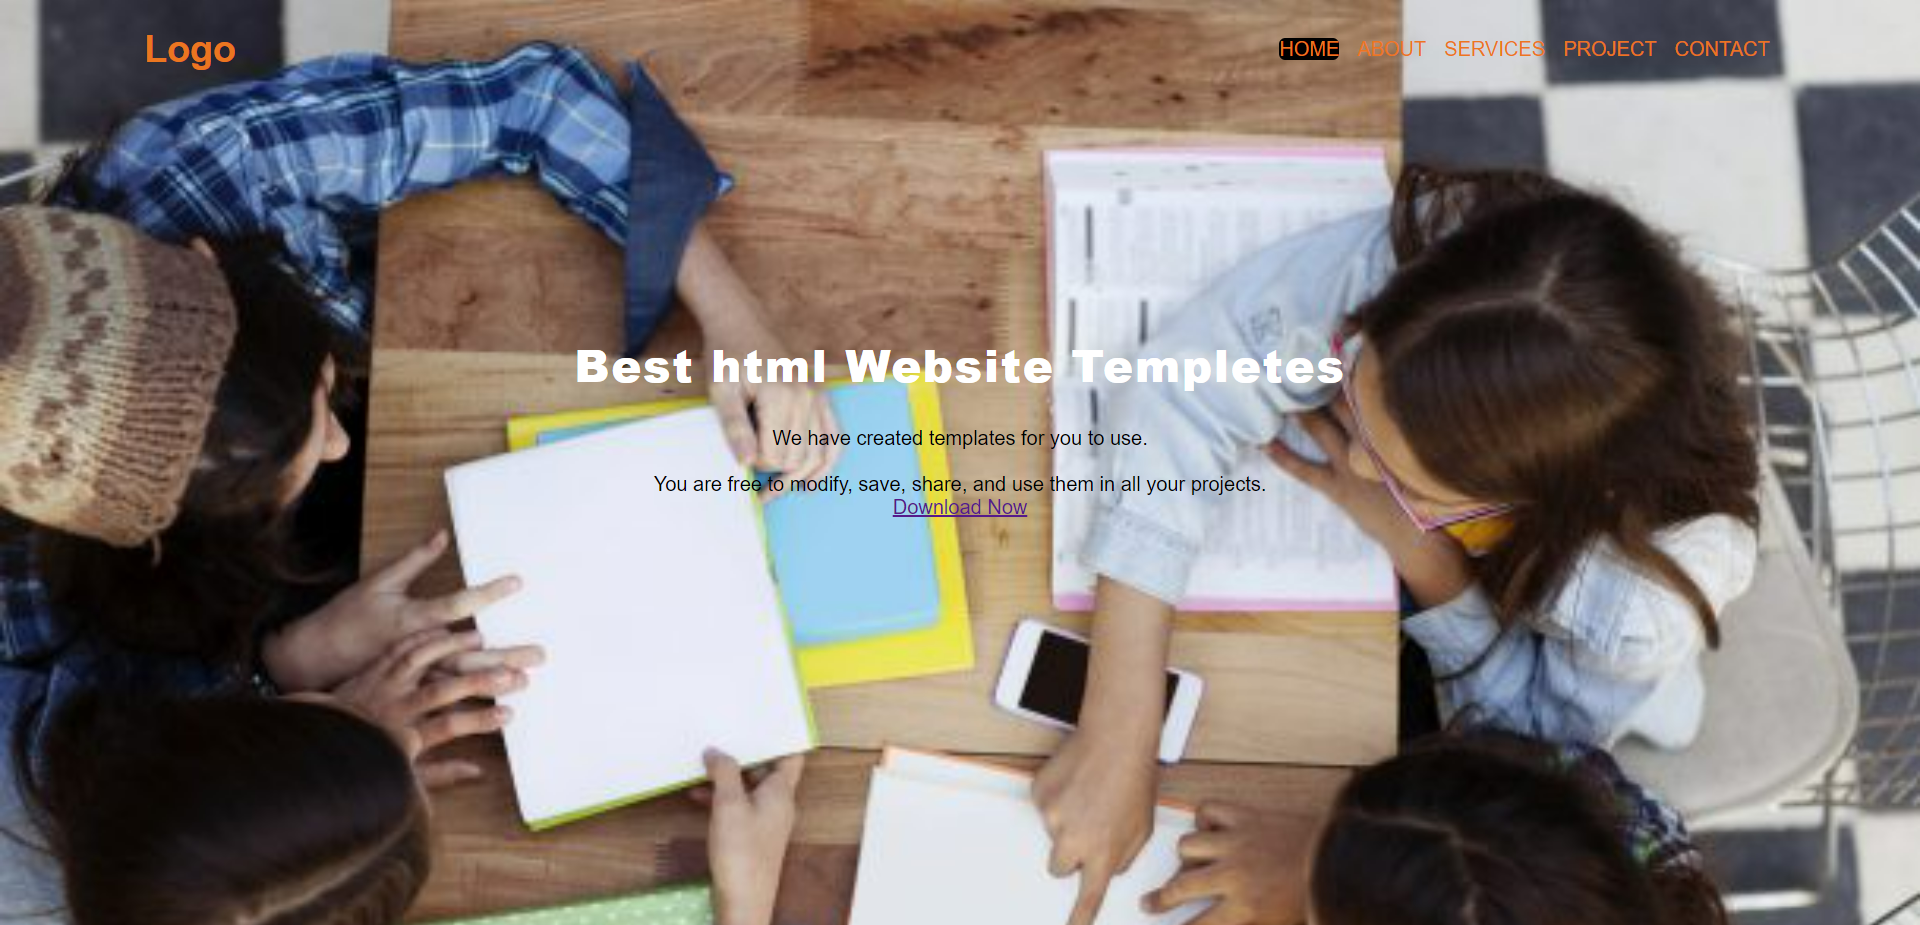 Logo
HOME ABOUT SERVICES PROJECT CONTACT
Best html Website Templetes
We have created templates for you to use.
You are free to modify, save, share, and use them in all your projects.
Download Now